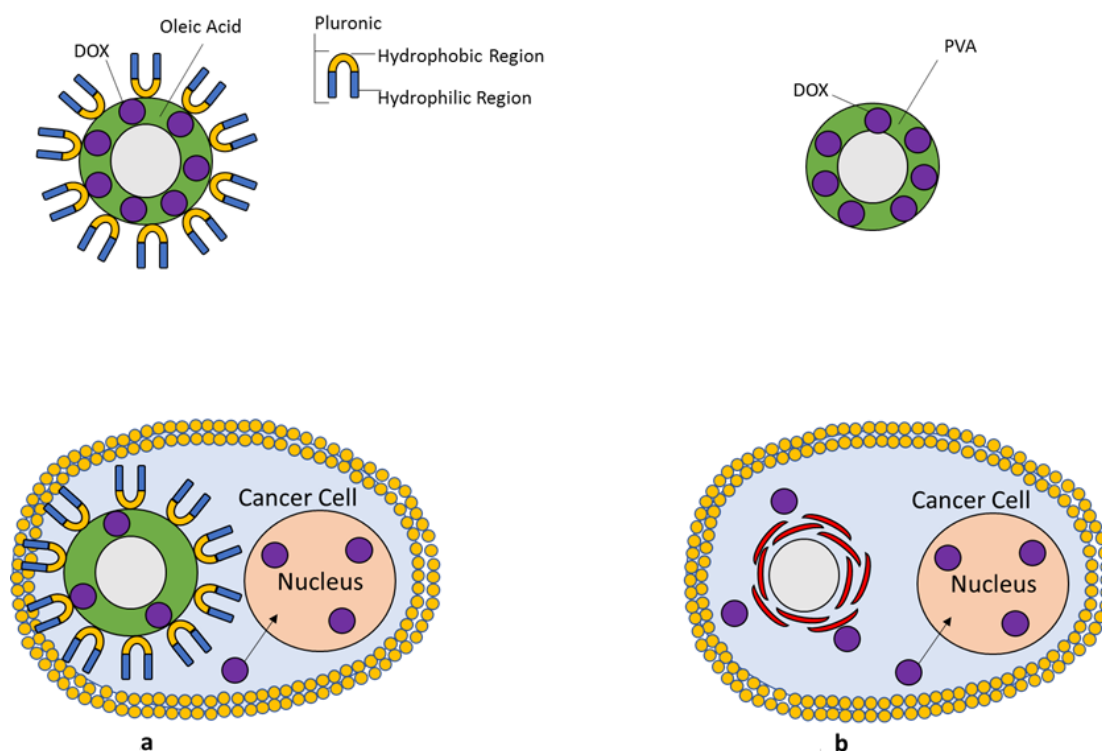 Oleic Acid
DOX
Pluronic
Hydrophobic Region
Hydrophilic Region
PVA
DOX
Cancer Cell
Nucleus
Cancer Cell
Nucleus
a
b